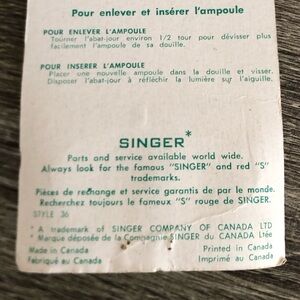 Pour enlever et insérer l'ampoule
POUR ENLEVER L'AMPOULE
Tourner l'abat-jour environ 1/2 tour pour dévisser plus
facilement l'ampoule de sa douille.
POUR INSERER L'AMPOULE
Placer une nouvelle ampoule dans la douille et visser.
Disposer l'abat-jour à réfléchir la lumière sur l'aiguille.
SINGER*
Parts and service available world wide.
Always look for the famous "SINGER" and red "S"
trademarks.
Pièces de rechange et service garantis de par le monde.
Recherchez toujours le fameux "S" rouge de SINGER.
STYLE 36
* A trademark of SINGER COMPANY OF CANADA LTD
* Marque déposée de la Compagnie SINGER du CANADA Ltée
Made in Canada Printed in Canada
Fabriqué au Canada Imprimé au Canada